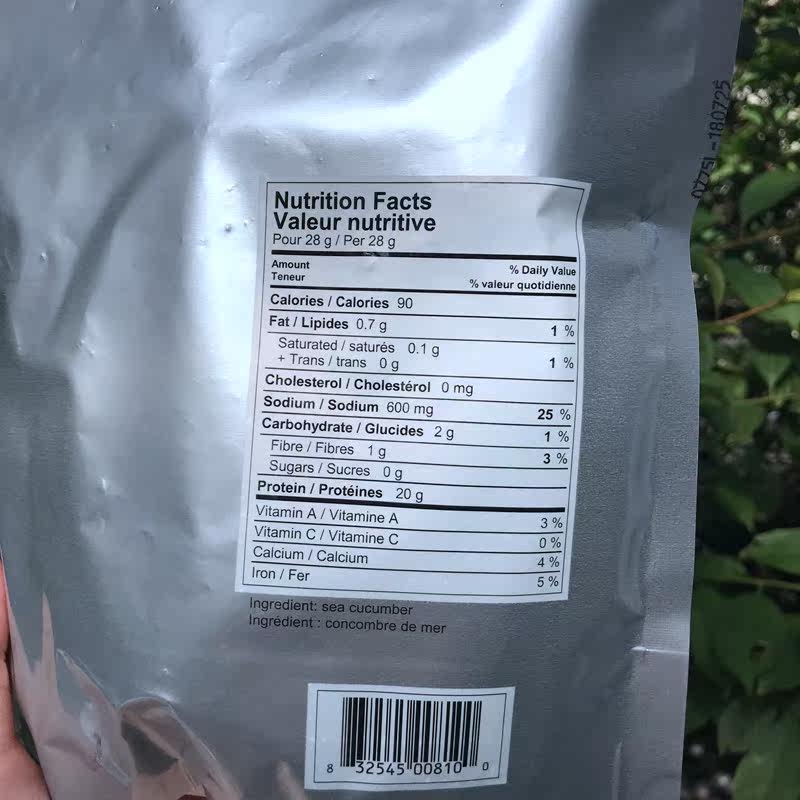 07751-180725
Nutrition Facts
Valeur nutritive
Pour 28 g / Per 28 g
Amount % Daily Value
Teneur % valeur quotidienne
Calories / Calories 90
Fat / Lipides 0.7 g 1 %
Saturated / saturés 0.1 g
+ Trans / trans 0 g 1 %
Cholesterol / Cholestérol 0 mg
Sodium / Sodium 600 mg 25 %
Carbohydrate / Glucides 2 g 1 %
Fibre / Fibres 1 g 3 %
Sugars / Sucres 0 g
Protein / Protéines 20 g
Vitamin A / Vitamine A 3 %
Vitamin C / Vitamine C 0 %
Calcium / Calcium 4 %
Iron / Fer 5 %
Ingredient: sea cucumber
Ingrédient : concombre de mer
8 32545 00810 0